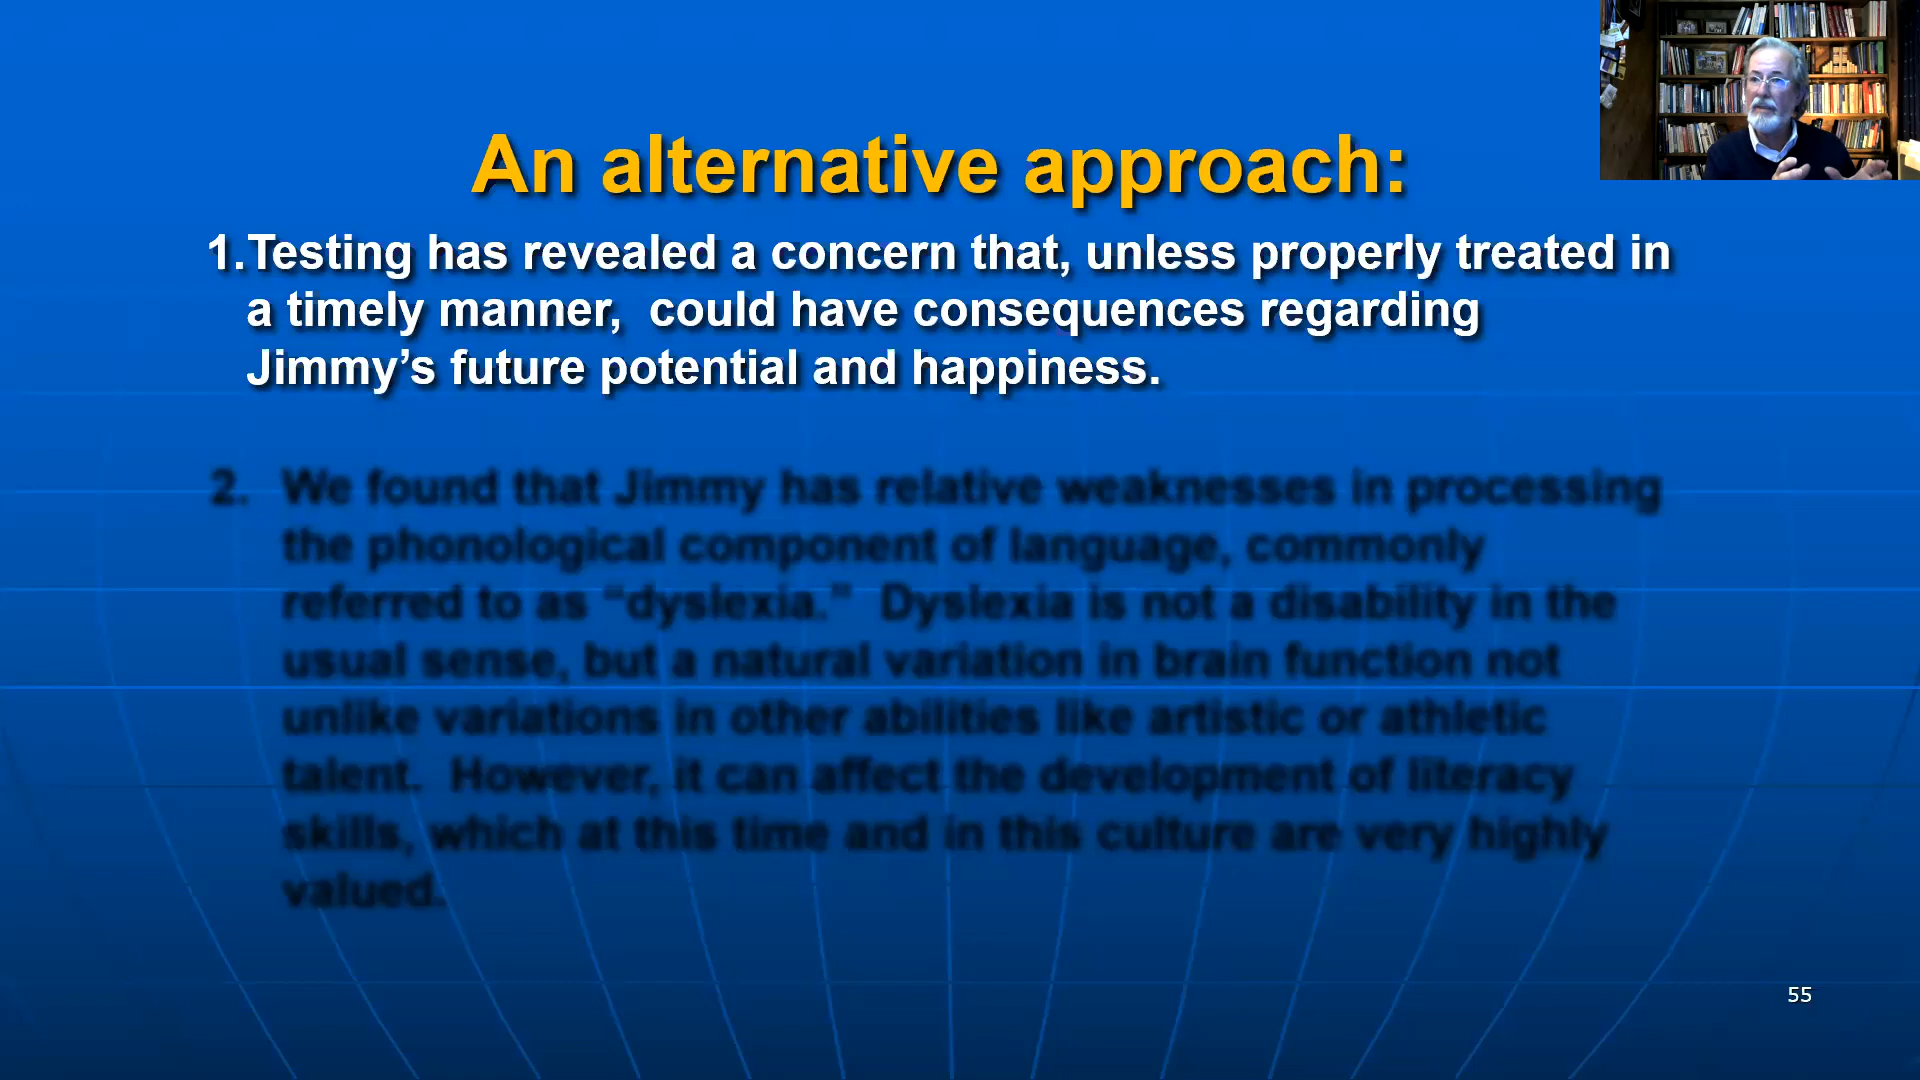 An alternative approach:
1.Testing has revealed a concern that, unless properly treated in
a timely manner,  could have consequences regarding
Jimmy’s future potential and happiness.
2. We found that Jimmy has relative weaknesses in processing
the phonological component of language, commonly
referred to as “dyslexia.”  Dyslexia is not a disability in the
usual sense, but a natural variation in brain function not
unlike variations in other abilities like artistic or athletic
talent.  However, it can affect the development of literacy
skills, which at this time and in this culture are very highly
valued.
55